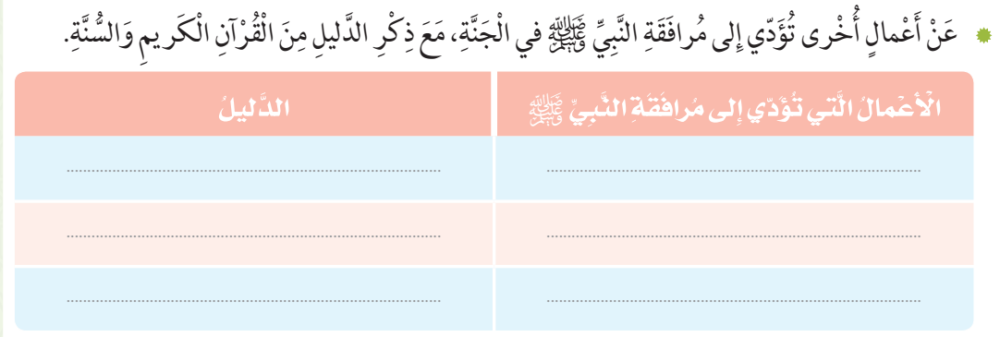 عَنْ أَعْمالٍ أُخْرى تُؤَدّي إِلى مُرافَقَةِ النَّبِيِّ ﷺ في الْجَنَّةِ، مَعَ ذِكْرِ الدَّليلِ مِنَ الْقُرْآنِ الْكَريمِ وَالسُّنَّةِ.
الْأَعْمالُ الَّتي تُؤَدّي إِلى مُرافَقَةِ النَّبِيِّ ﷺ
الدَّليلُ